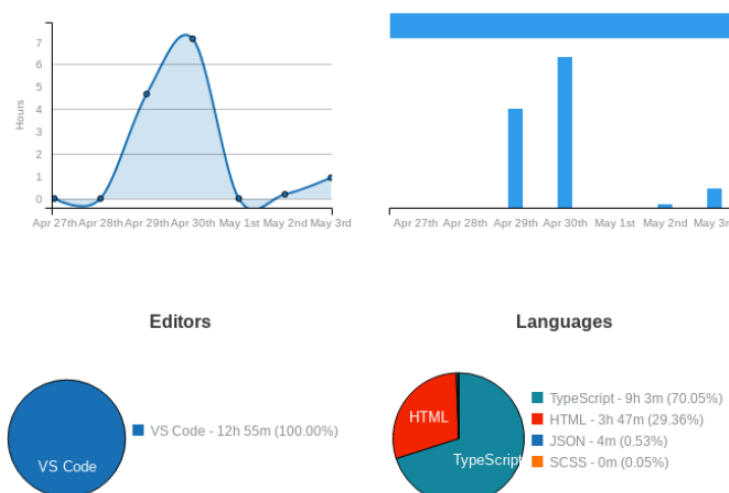 Hours
7
6
5
4
3
2
1
0
Apr 27th Apr 28th Apr 29th Apr 30th May 1st May 2nd May 3rd
Apr 27th Apr 28th Apr 29th Apr 30th May 1st May 2nd May 3r
Editors
VS Code
VS Code - 12h 55m (100.00%)
Languages
HTML
TypeScript
TypeScript - 9h 3m (70.05%)
HTML - 3h 47m (29.36%)
JSON - 4m (0.53%)
SCSS - 0m (0.05%)